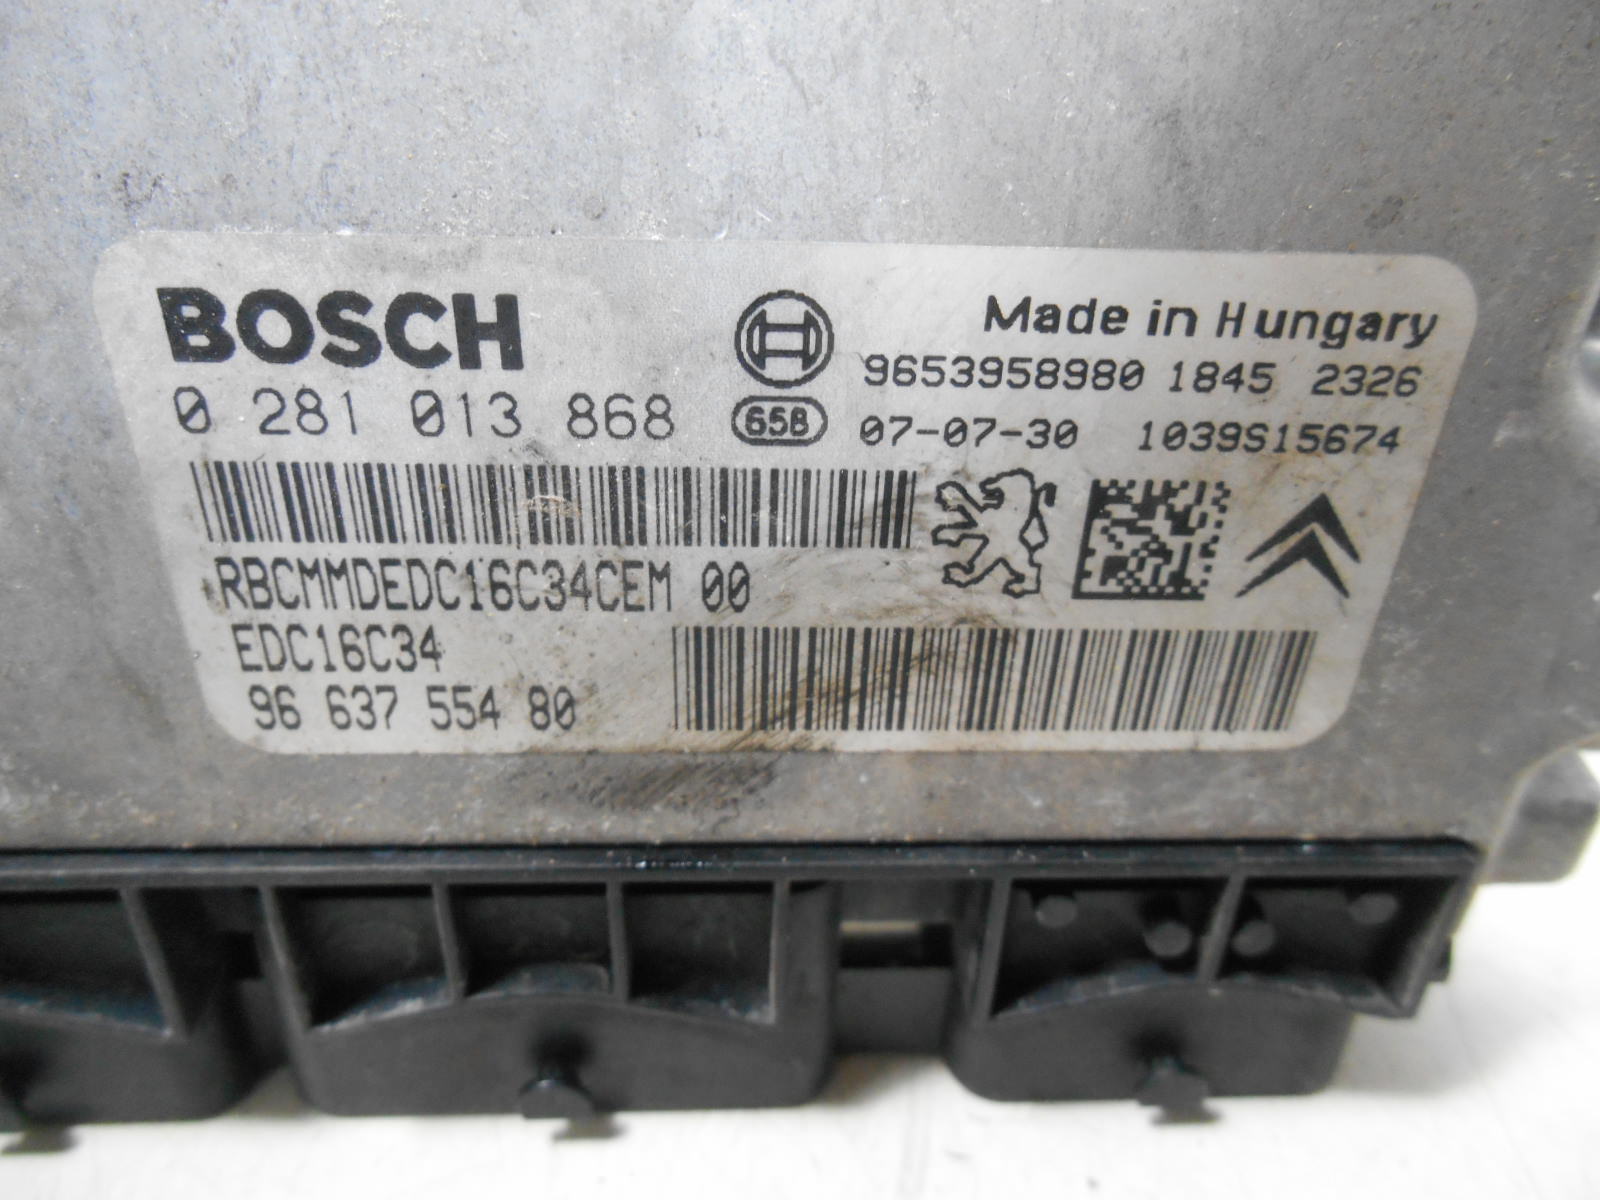 BOSCH
Made in Hungary
9653958980 1845 2326
0 281 013 868
65B
07-07-30 1039S15674
RBCMMDEDC16C34CEM 00
EDC16C34
96 637 554 80